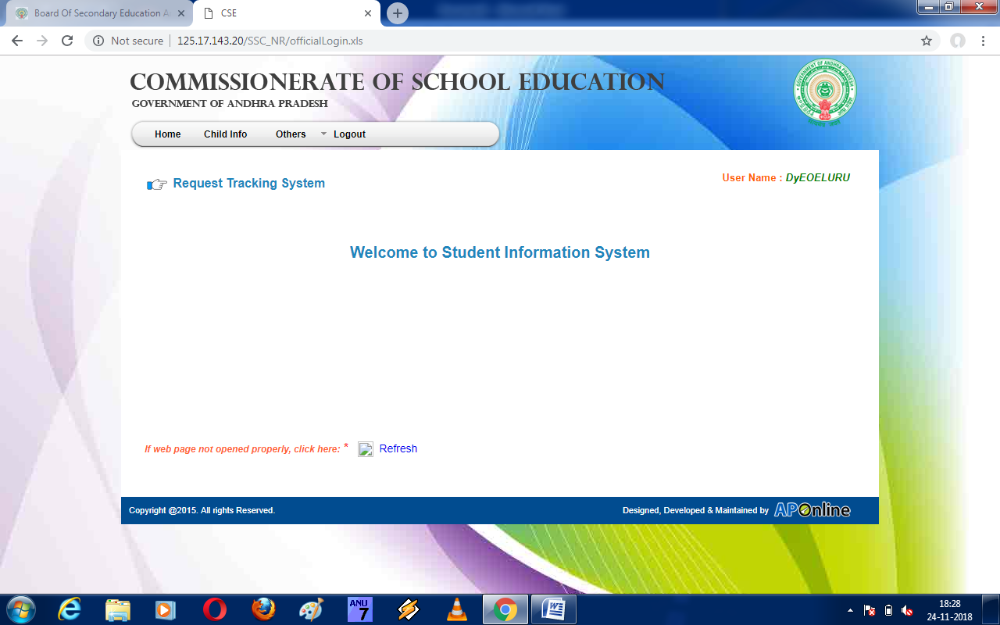 Board Of Secondary Education A
CSE
Not secure | 125.17.143.20/SSC_NR/officialLogin.xls
COMMISSIONERATE OF SCHOOL EDUCATION
GOVERNMENT OF ANDHRA PRADESH
Home Child Info Others Logout
Request Tracking System
User Name : DyEOELURU
Welcome to Student Information System
If web page not opened properly, click here: * Refresh
Copyright @2015. All rights Reserved.
Designed, Developed & Maintained by APOnline
ANU 7
18:28
24-11-2018